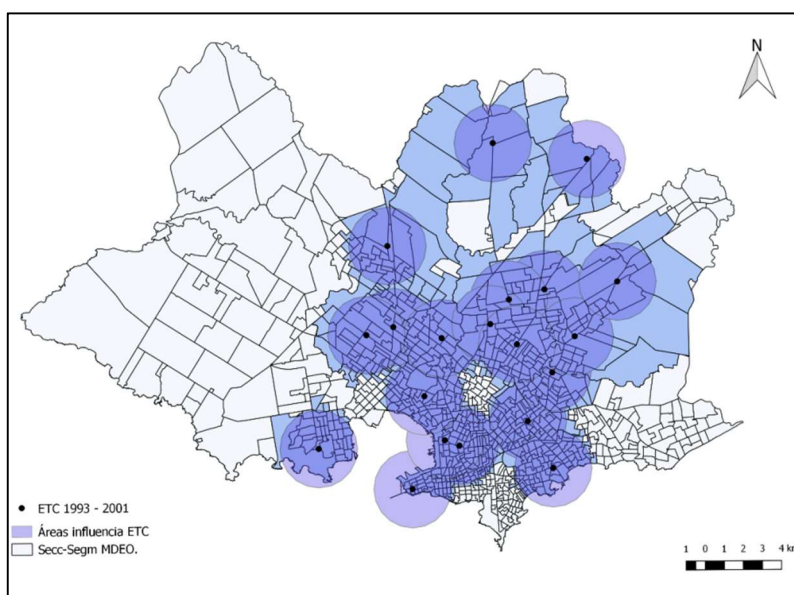 N
ETC 1993 - 2001
Áreas influencia ETC
Secc-Segm MDEO.
1 0 1 2 3 4 km